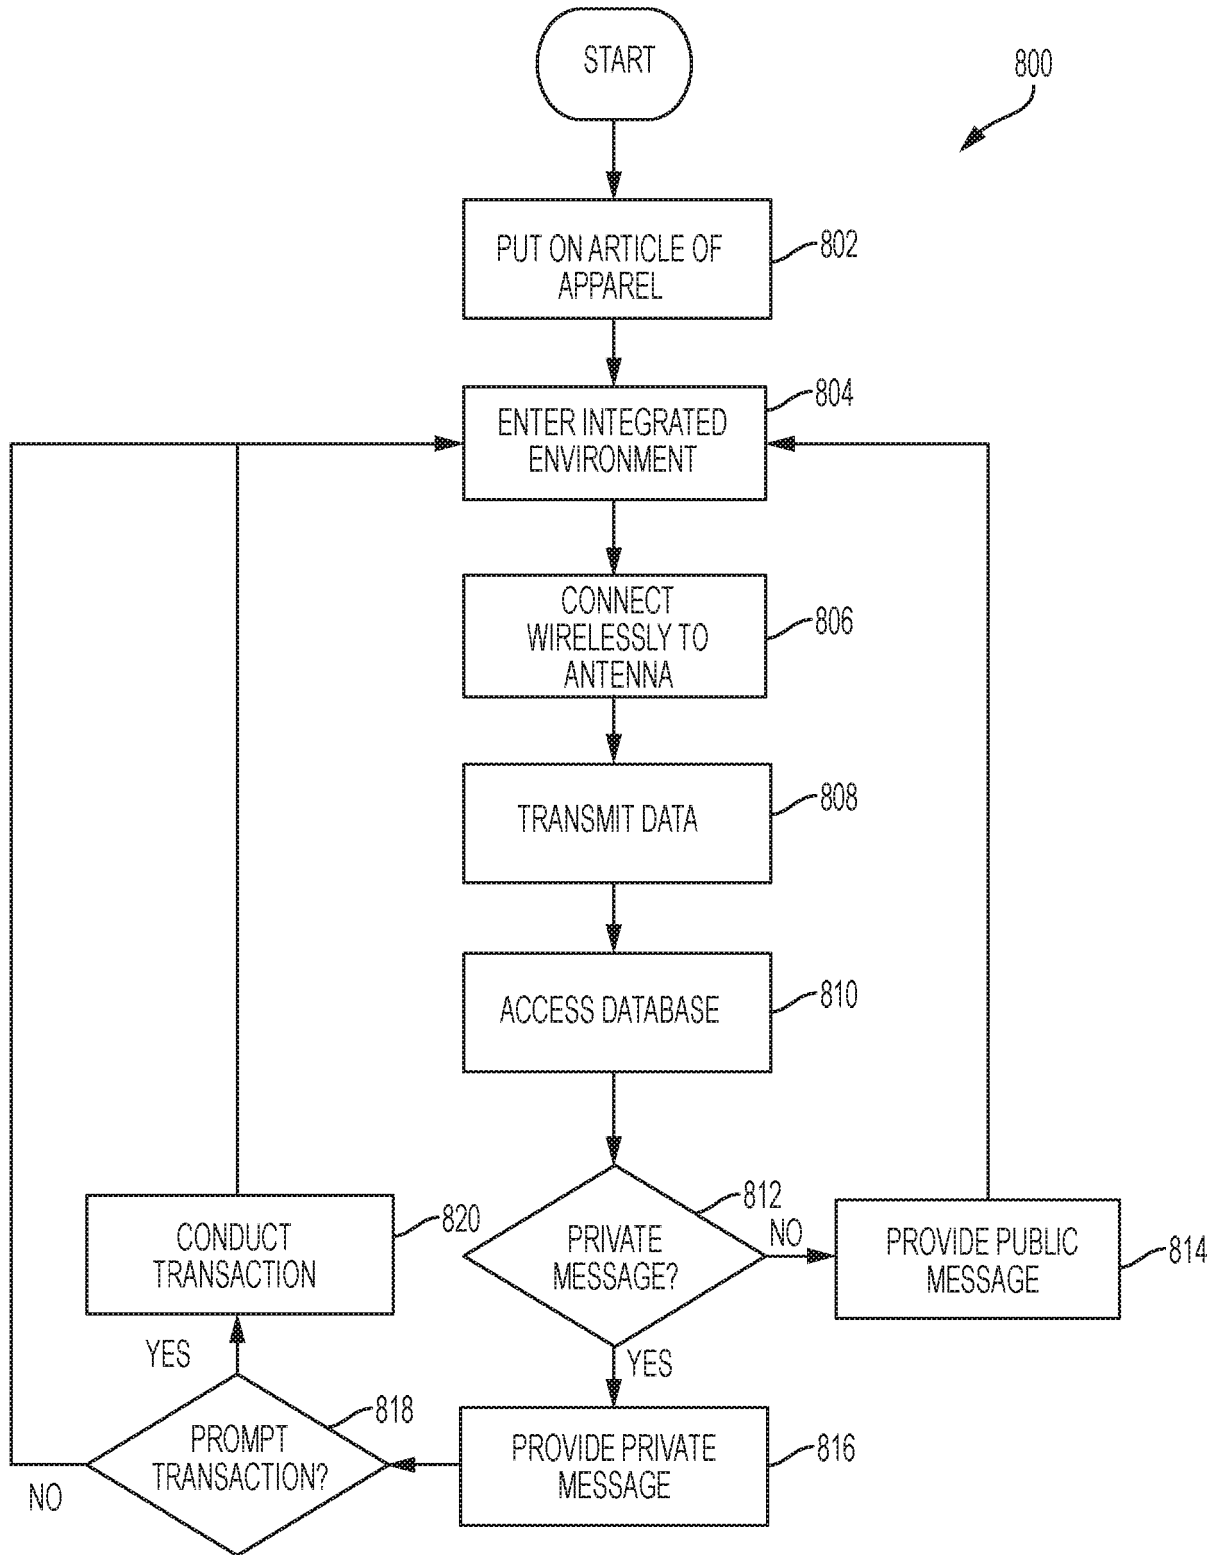 START
800
PUT ON ARTICLE OF
APPAREL
802
804
ENTER INTEGRATED
ENVIRONMENT
CONNECT
WIRELESSLY TO
ANTENNA
806
TRANSMIT DATA
808
ACCESS DATABASE
810
812
PRIVATE
MESSAGE?
NO
PROVIDE PUBLIC
MESSAGE
814
CONDUCT
TRANSACTION
820
YES
YES
818
PROMPT
TRANSACTION?
NO
PROVIDE PRIVATE
MESSAGE
816